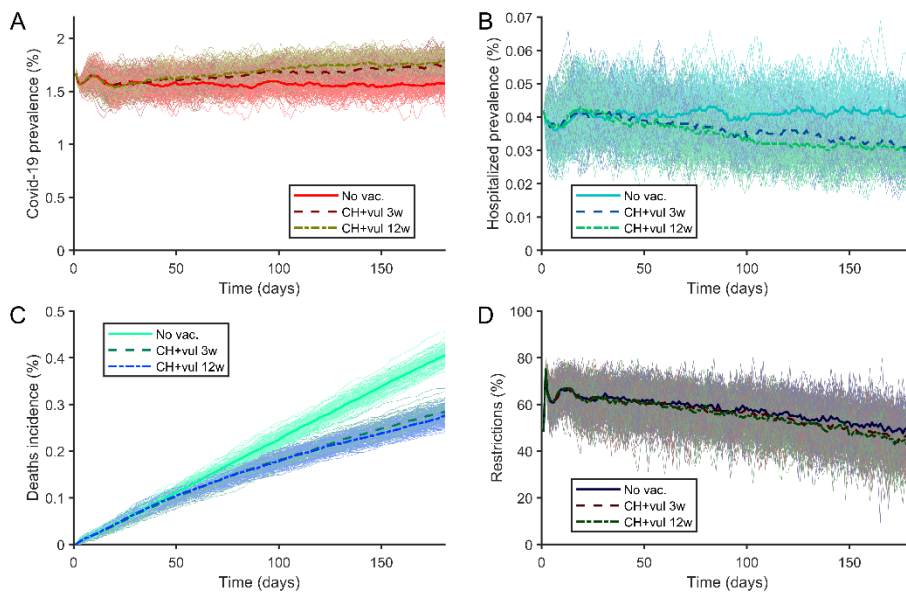 A
Covid-19 prevalence (%)
2
1.5
1
0.5
0
0
50
100
150
Time (days)
No vac.
CH+vul 3w
CH+vul 12w
B
Hospitalized prevalence (%)
0.07
0.06
0.05
0.04
0.03
0.02
0.01
0
0
50
100
150
Time (days)
No vac.
CH+vul 3w
CH+vul 12w
C
Deaths incidence (%)
0.5
0.4
0.3
0.2
0.1
0
0
50
100
150
Time (days)
No vac.
CH+vul 3w
CH+vul 12w
D
Restrictions (%)
100
80
60
40
20
0
0
50
100
150
Time (days)
No vac.
CH+vul 3w
CH+vul 12w